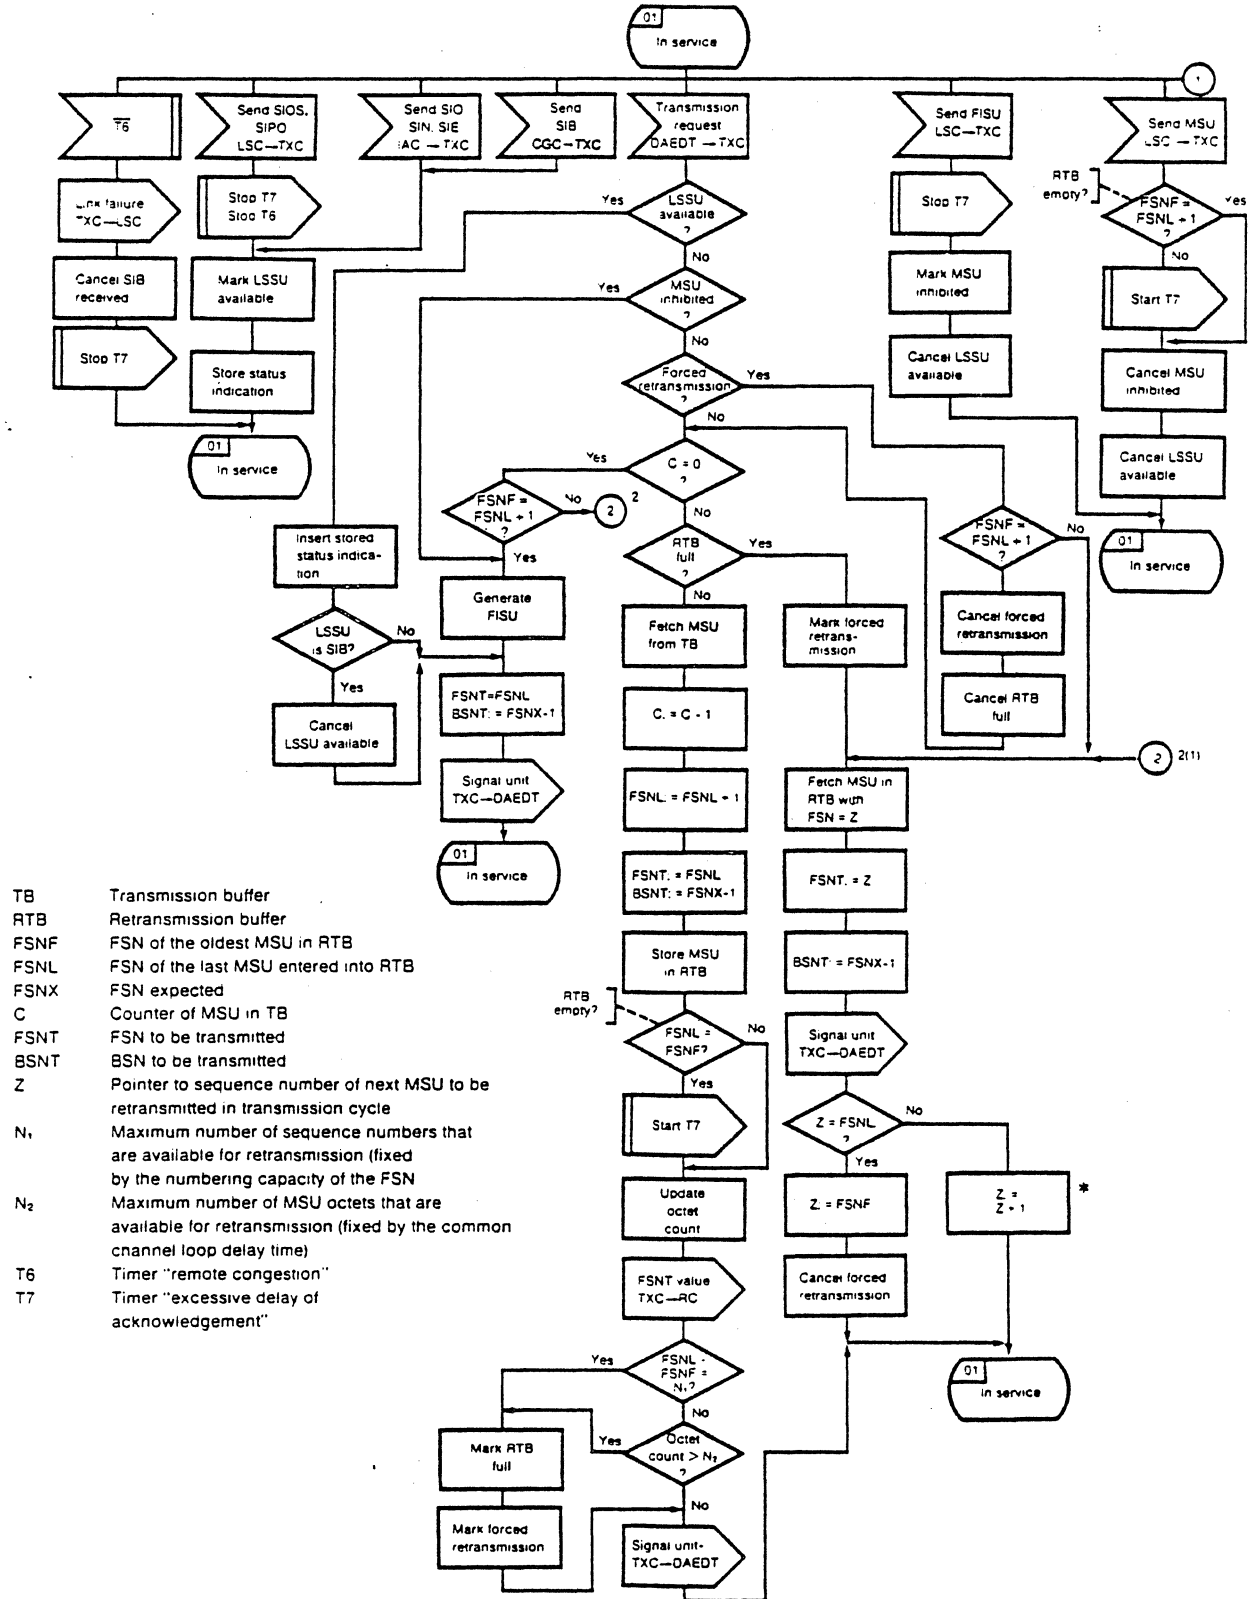 01
In service
1
T6
Send SIOS.
SIPO
LSC→TXC
Send SIO
SIN. SIE
IAC → TXC
Send
SIB
CGC→TXC
Transmission
request
DAEDT → TXC
Send FISU
LSC→TXC
Send MSU
LSC → TXC
Link failure
TXC→LSC
Stop T7
Stop T6
Yes
LSSU
available
?
No
Stop T7
RTB
empty?
FSNF =
FSNL + 1
?
Yes
No
Cancel SIB
received
Mark LSSU
available
Yes
MSU
inhibited
?
No
Mark MSU
inhibited
Start T7
Stop T7
Store status
indication
Forced
retransmission
?
Yes
No
Cancel LSSU
available
Cancel MSU
inhibited
01
In service
Yes
C = 0
?
No
Cancel LSSU
available
FSNF =
FSNL + 1
?
No
2
2
Yes
FSNF =
FSNL + 1
?
No
01
In service
Insert stored
status indica-
tion
RTB
full
?
Yes
No
Generate
FISU
Fetch MSU
from TB
Mark forced
retrans-
mission
Cancel forced
retransmission
LSSU
is SIB?
No
Yes
FSNT=FSNL
BSNT: = FSNX-1
C. = C - 1
Cancel RTB
full
Cancel
LSSU available
2
2(1)
Signal unit
TXC→DAEDT
FSNL: = FSNL + 1
Fetch MSU in
RTB with
FSN = Z
01
In service
FSNT. = FSNL
BSNT: = FSNX-1
FSNT. = Z
Store MSU
in RTB
BSNT: = FSNX-1
RTB
empty?
FSNL =
FSNF?
No
Yes
Signal unit
TXC→DAEDT
Start T7
Z = FSNL
?
No
Yes
Update
octet
count
Z: = FSNF
Z. =
Z + 1
*
FSNT value
TXC→RC
Cancel forced
retransmission
Yes
FSNL -
FSNF =
N₁?
No
01
In service
Mark RTB
full
Yes
Octet
count > N₂
?
No
Mark forced
retransmission
Signal unit-
TXC→DAEDT
TB Transmission buffer
RTB Retransmission buffer
FSNF FSN of the oldest MSU in RTB
FSNL FSN of the last MSU entered into RTB
FSNX FSN expected
C Counter of MSU in TB
FSNT FSN to be transmitted
BSNT BSN to be transmitted
Z Pointer to sequence number of next MSU to be
retransmitted in transmission cycle
N₁ Maximum number of sequence numbers that
are available for retransmission (fixed
by the numbering capacity of the FSN
N₂ Maximum number of MSU octets that are
available for retransmission (fixed by the common
channel loop delay time)
T6 Timer "remote congestion"
T7 Timer "excessive delay of
acknowledgement"